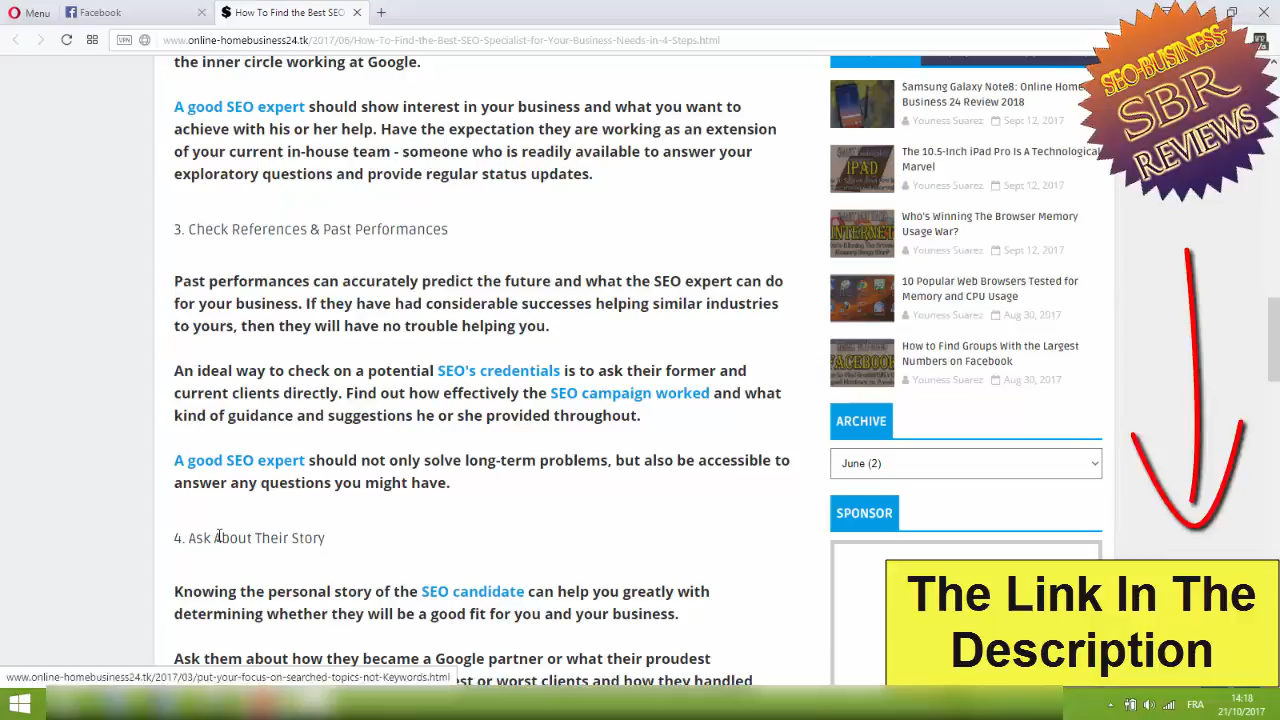 Menu
Facebook
How To Find the Best SEO
VPN
www.online-homebusiness24.tk/2017/06/How-To-Find-the-Best-SEO-Specialist-for-Your-Business-Needs-in-4-Steps.html
the inner circle working at Google.
A good SEO expert should show interest in your business and what you want to
achieve with his or her help. Have the expectation they are working as an extension
of your current in-house team - someone who is readily available to answer your
exploratory questions and provide regular status updates.
3. Check References & Past Performances
Past performances can accurately predict the future and what the SEO expert can do
for your business. If they have had considerable successes helping similar industries
to yours, then they will have no trouble helping you.
An ideal way to check on a potential SEO's credentials is to ask their former and
current clients directly. Find out how effectively the SEO campaign worked and what
kind of guidance and suggestions he or she provided throughout.
A good SEO expert should not only solve long-term problems, but also be accessible to
answer any questions you might have.
4. Ask About Their Story
Knowing the personal story of the SEO candidate can help you greatly with
determining whether they will be a good fit for you and your business.
Ask them about how they became a Google partner or what their proudest
est or worst clients and how they handled
www.online-homebusiness24.tk/2017/03/put-your-focus-on-searched-topics-not-Keywords.html
Samsung Galaxy Note8: Online Home
Business 24 Review 2018
Youness Suarez Sept 12, 2017
IPAD
The 10.5-Inch iPad Pro Is A Technological
Marvel
Youness Suarez Sept 12, 2017
INTERNET
Who's Winning The Browser Memory
Usage War?
Youness Suarez Sept 12, 2017
10 Popular Web Browsers Tested for
Memory and CPU Usage
Youness Suarez Aug 30, 2017
FACEBOOK
How to Find Groups With the Largest
Numbers on Facebook
Youness Suarez Aug 30, 2017
ARCHIVE
June (2)
SPONSOR
SEO-BUSINESS-
SBR
REVIEWS
The Link In The
Description
FRA
14:18
21/10/2017